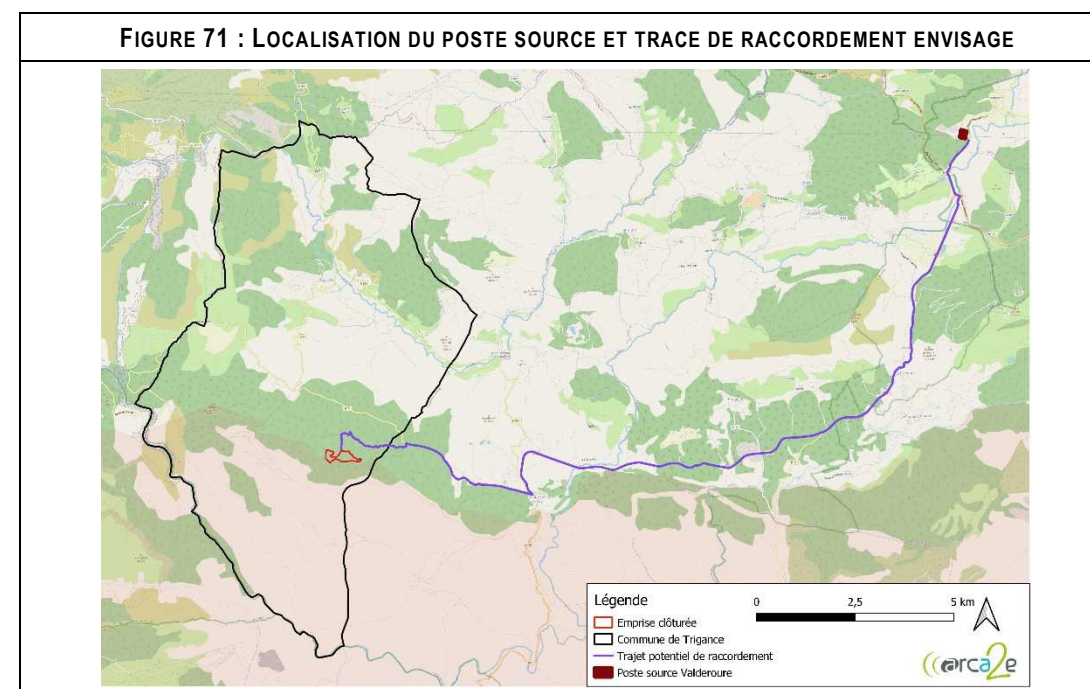 FIGURE 71 : LOCALISATION DU POSTE SOURCE ET TRACE DE RACCORDEMENT ENVISAGE
Légende
0 2,5 5 km
Emprise clôturée
Commune de Trigance
Trajet potentiel de raccordement
Poste source Valderoure
arca2e